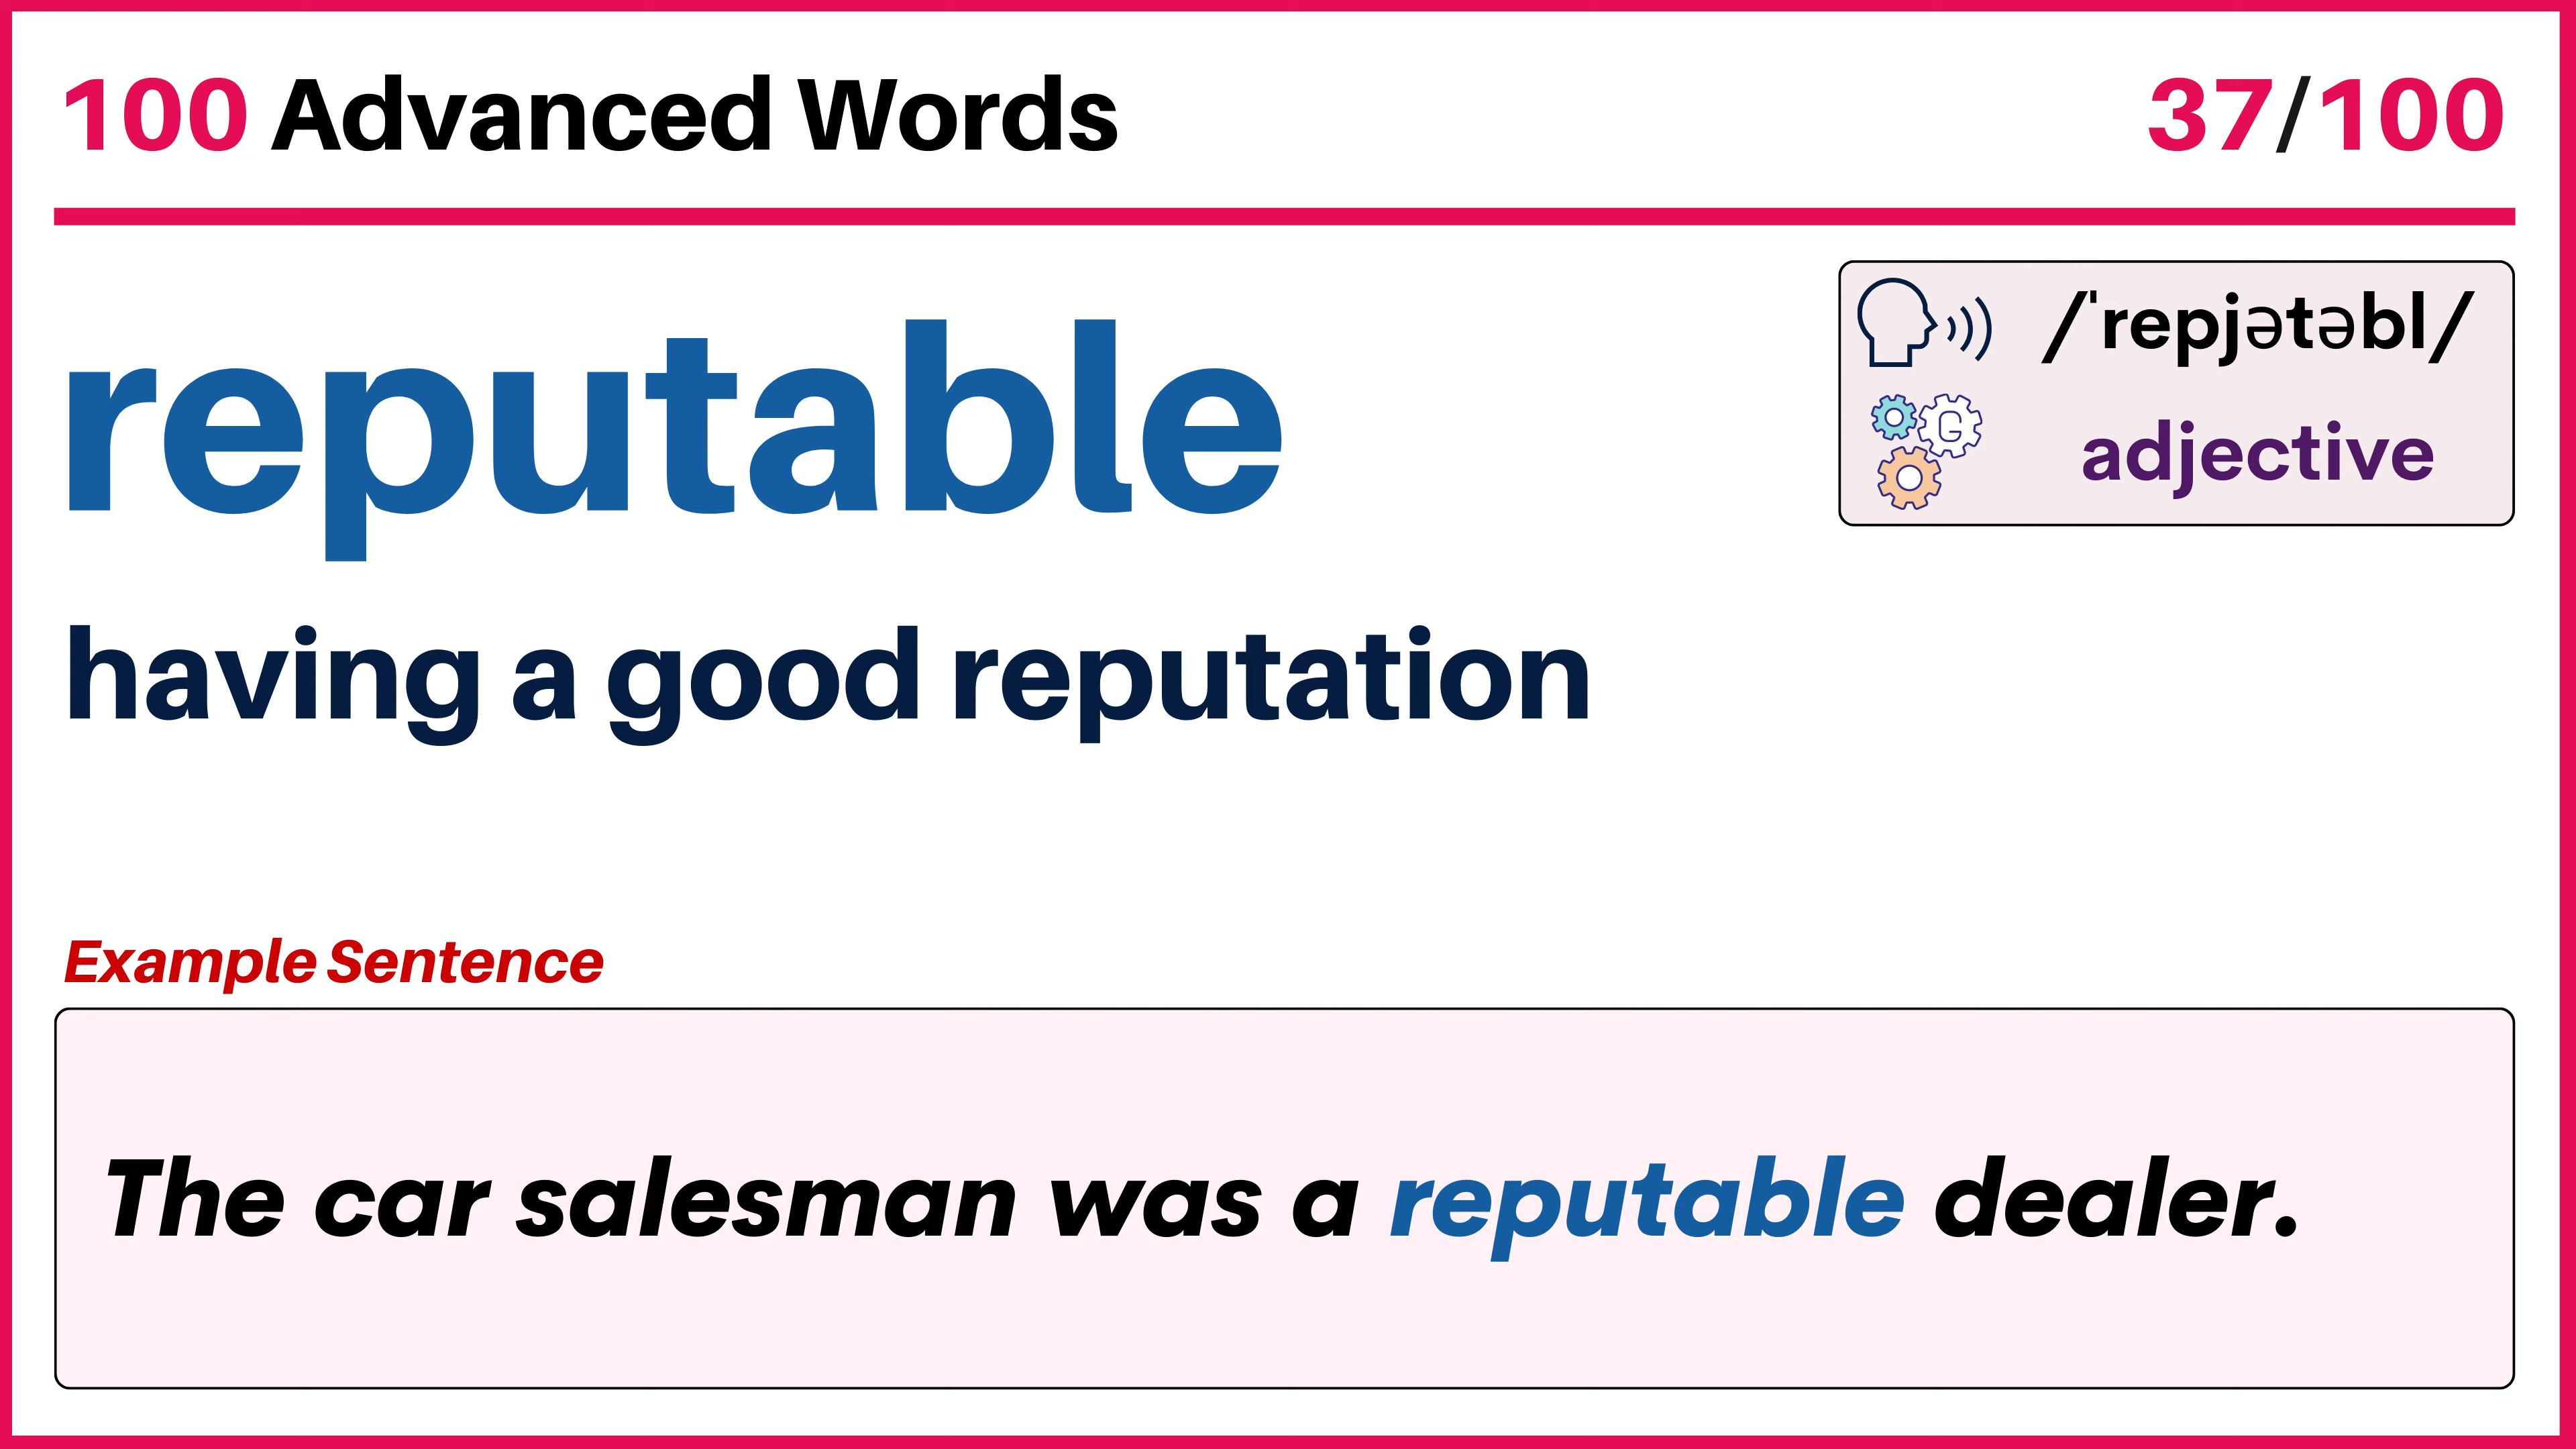 100 Advanced Words
37/100
reputable
/ˈrepjətəbl/
G
adjective
having a good reputation
Example Sentence
The car salesman was a reputable dealer.